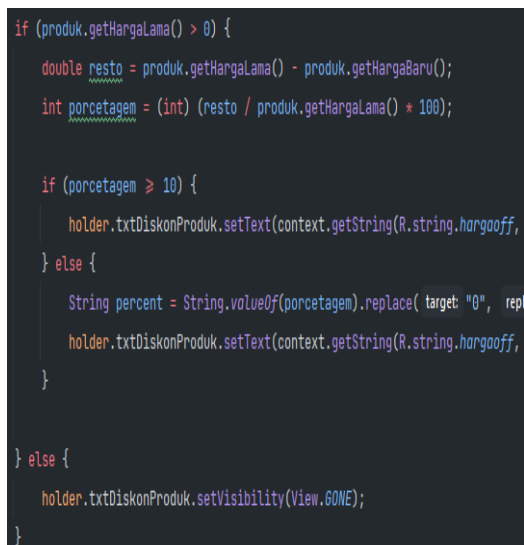 if (produk.getHargaLama() > 0) {
double resto = produk.getHargaLama() - produk.getHargaBaru();
int porcetagem = (int) (resto / produk.getHargaLama() * 100);
if (porcetagem ⩾ 10) {
holder.txtDiskonProduk.setText(context.getString(R.string.hargaoff,
} else {
String percent = String.valueOf(porcetagem).replace( target: "0", repl
holder.txtDiskonProduk.setText(context.getString(R.string.hargaoff,
}
} else {
holder.txtDiskonProduk.setVisibility(View.GONE);
}